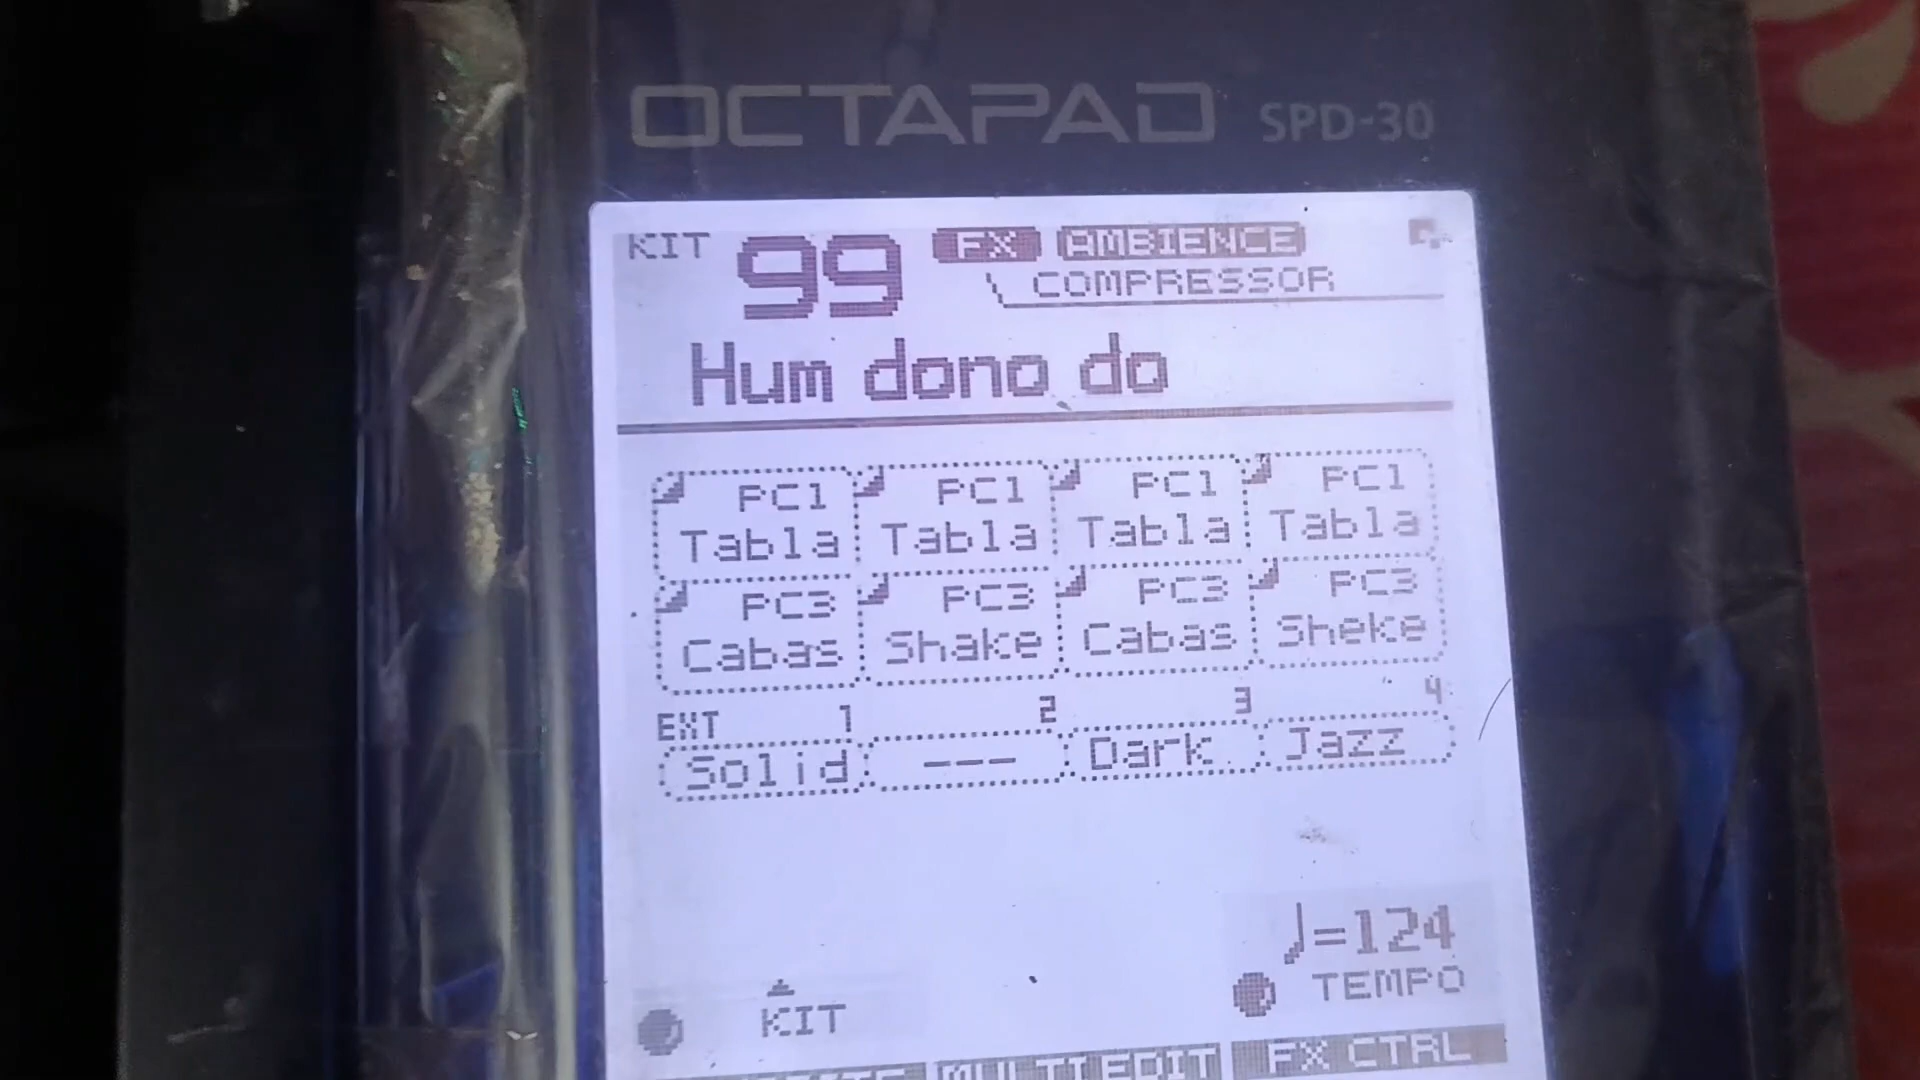 OCTAPAD SPD-30
KIT 99 FX AMBIENCE
COMPRESSOR
Hum dono do
PC1 PC1 PC1 PC1
Tabla Tabla Tabla Tabla
PC3 PC3 PC3 PC3
Cabas Shake Cabas Sheke
EXT 1 2 3 4
Solid --- Dark Jazz
♩=124
TEMPO
KIT
MULTI EDIT FX CTRL